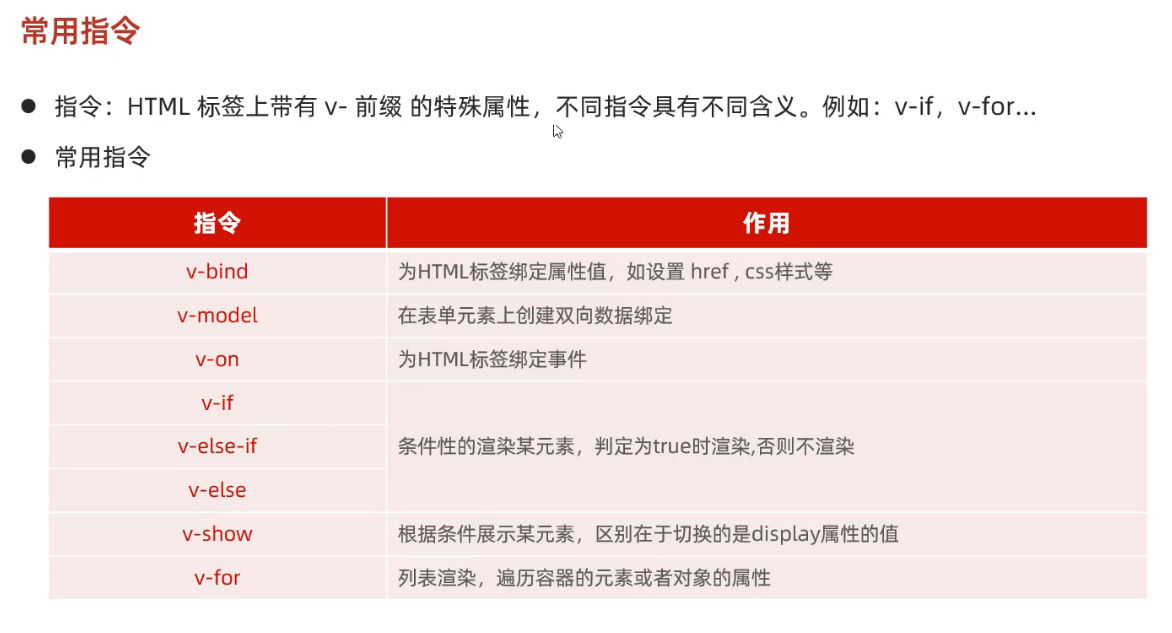 常用指令
● 指令：HTML 标签上带有 v- 前缀 的特殊属性，不同指令具有不同含义。例如：v-if，v-for…
● 常用指令
指令 作用
v-bind 为HTML标签绑定属性值，如设置 href , css样式等
v-model 在表单元素上创建双向数据绑定
v-on 为HTML标签绑定事件
v-if
v-else-if 条件性的渲染某元素，判定为true时渲染,否则不渲染
v-else
v-show 根据条件展示某元素，区别在于切换的是display属性的值
v-for 列表渲染，遍历容器的元素或者对象的属性